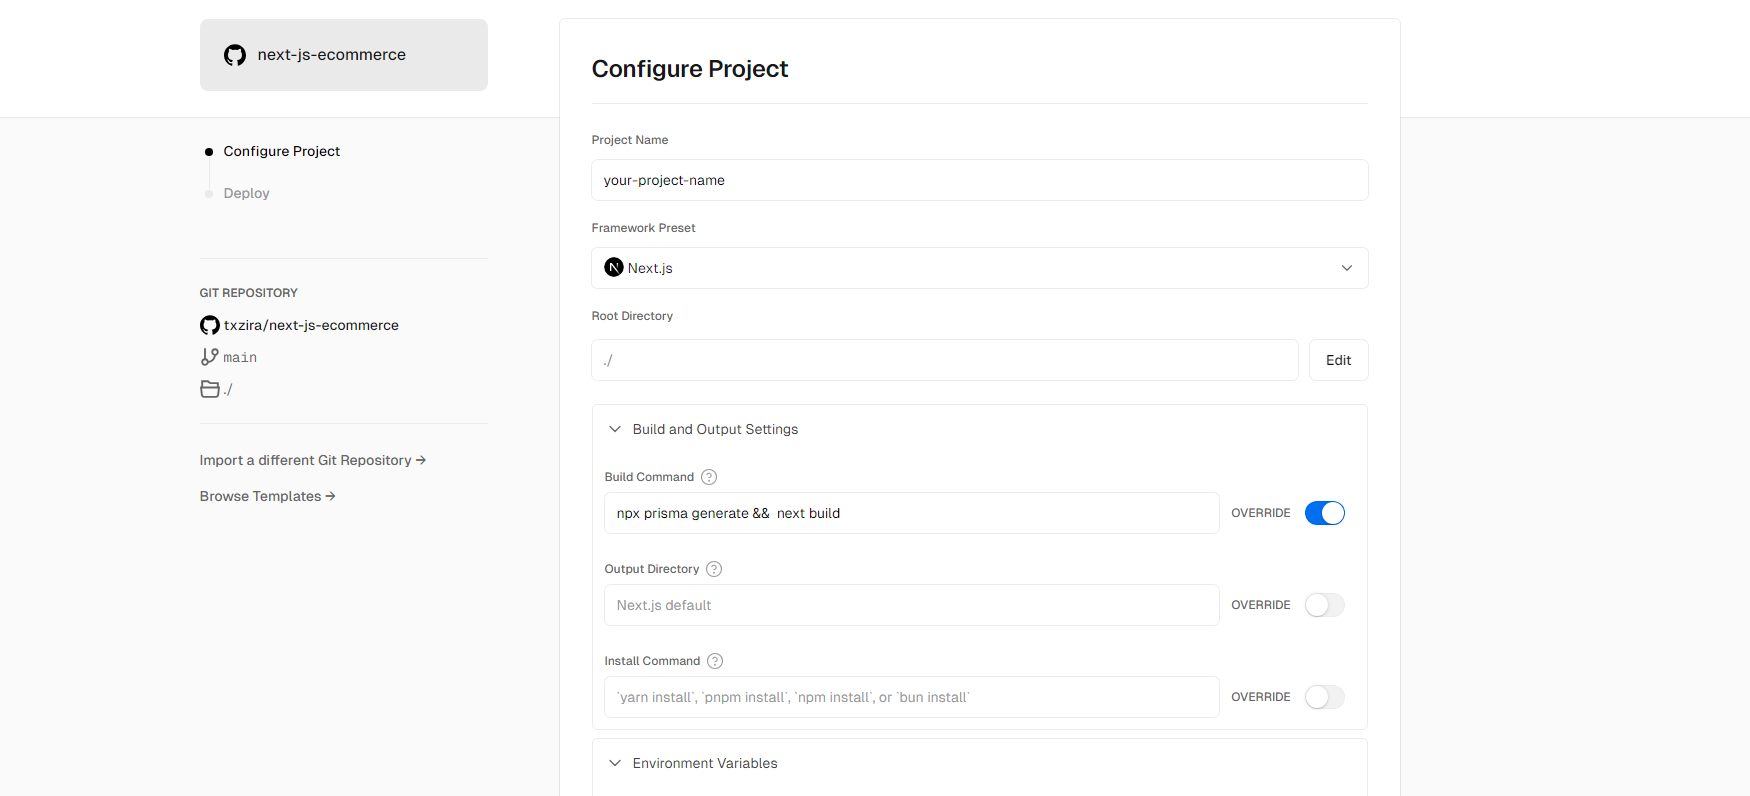 next-js-ecommerce
Configure Project
Deploy
GIT REPOSITORY
txzira/next-js-ecommerce
main
./
Import a different Git Repository →
Browse Templates →
Configure Project
Project Name
your-project-name
Framework Preset
N Next.js
Root Directory
./
Edit
Build and Output Settings
Build Command ?
npx prisma generate &&  next build
OVERRIDE
Output Directory ?
Next.js default
OVERRIDE
Install Command ?
`yarn install`, `pnpm install`, `npm install`, or `bun install`
OVERRIDE
Environment Variables